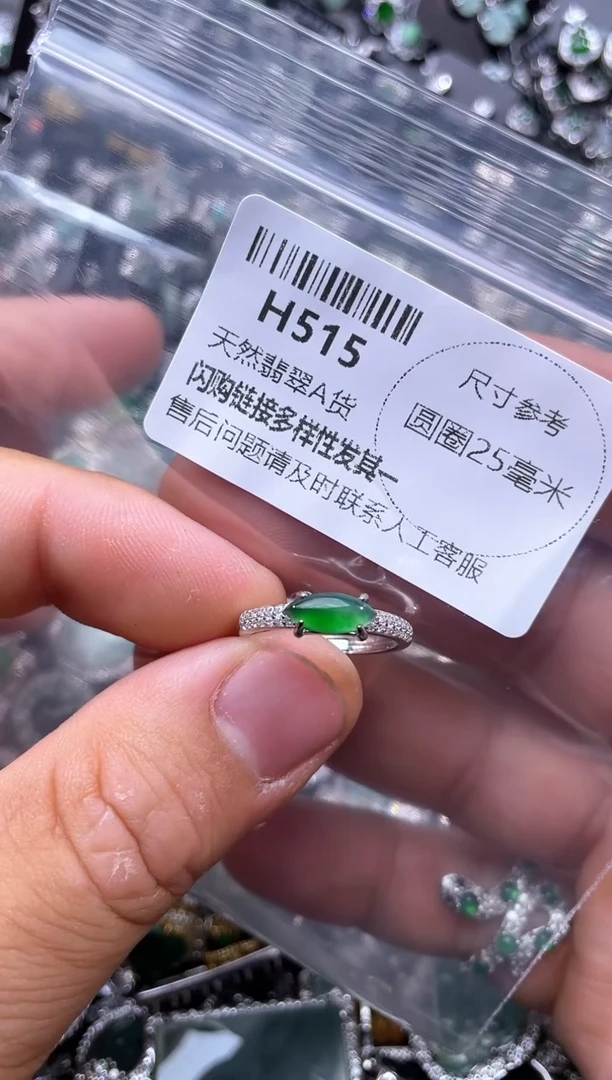 H515
天然翡翠A货
闪购链接多样性发其一
售后问题请及时联系人工客服
尺寸参考
圆圈25毫米